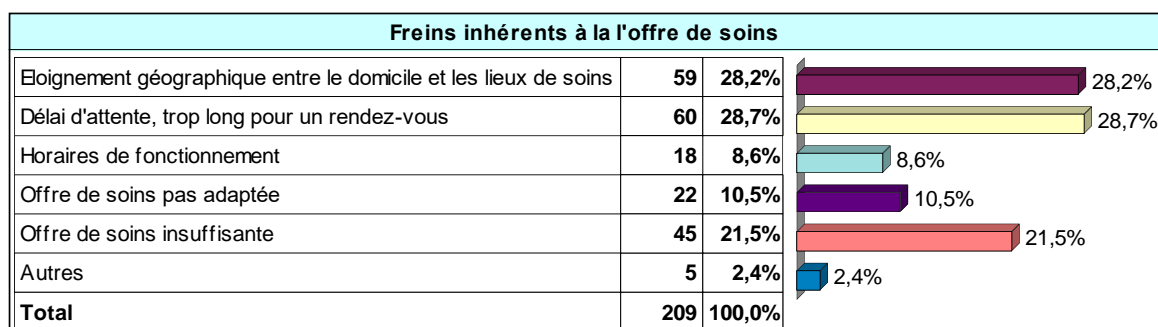 Freins inhérents à la l'offre de soins
Eloignement géographique entre le domicile et les lieux de soins 59 28,2% 28,2%
Délai d'attente, trop long pour un rendez-vous 60 28,7% 28,7%
Horaires de fonctionnement 18 8,6% 8,6%
Offre de soins pas adaptée 22 10,5% 10,5%
Offre de soins insuffisante 45 21,5% 21,5%
Autres 5 2,4% 2,4%
Total 209 100,0%